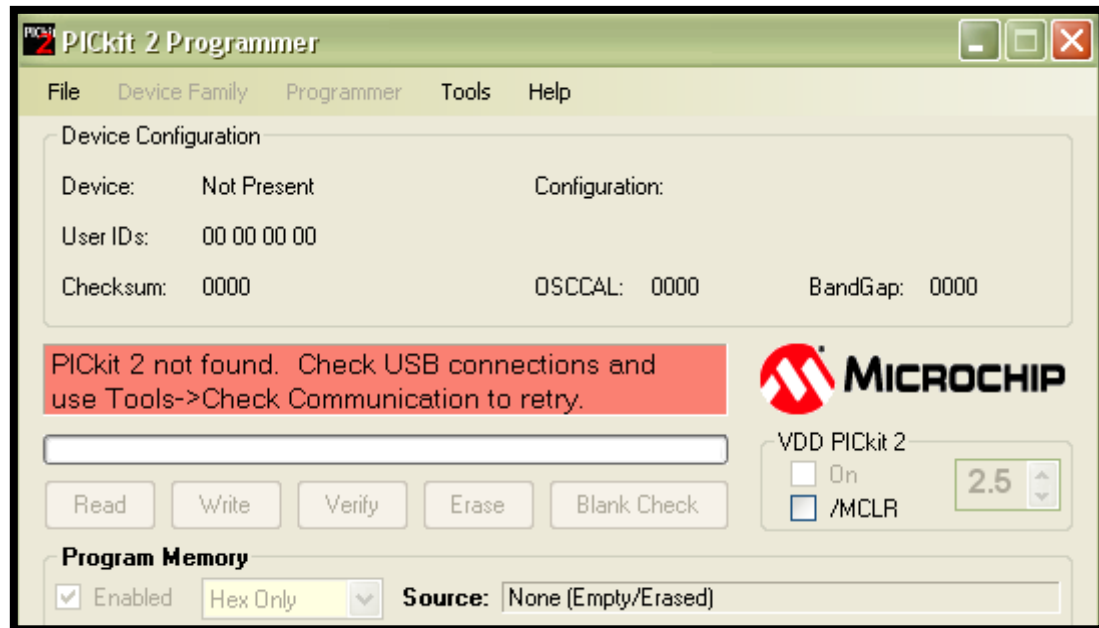 PICkit 2 Programmer
File Device Family Programmer Tools Help
Device Configuration
Device: Not Present Configuration:
User IDs: 00 00 00 00
Checksum: 0000 OSCCAL: 0000 BandGap: 0000
PICkit 2 not found. Check USB connections and
use Tools->Check Communication to retry.
MICROCHIP
VDD PICkit 2
On 2.5
/MCLR
Read Write Verify Erase Blank Check
Program Memory
Enabled Hex Only Source: None (Empty/Erased)